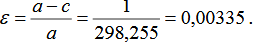 ε = (a − c) / a = 1 / 298,255 = 0,00335 .